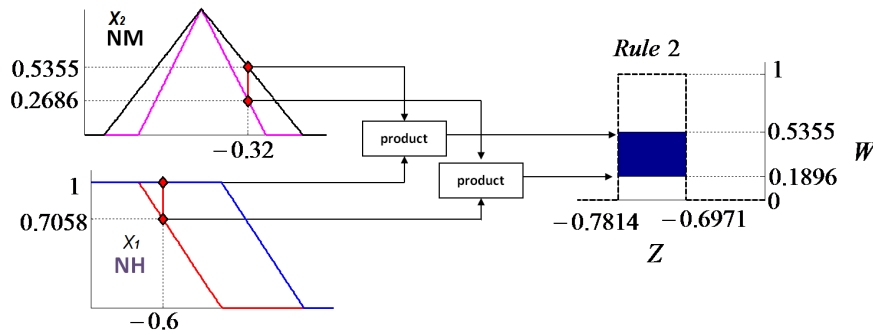 X2
NM
0.5355
0.2686
−0.32
1
0.7058
X1
NH
−0.6
product
product
Rule 2
1
0.5355
0.1896
0
W
−0.7814
−0.6971
Z